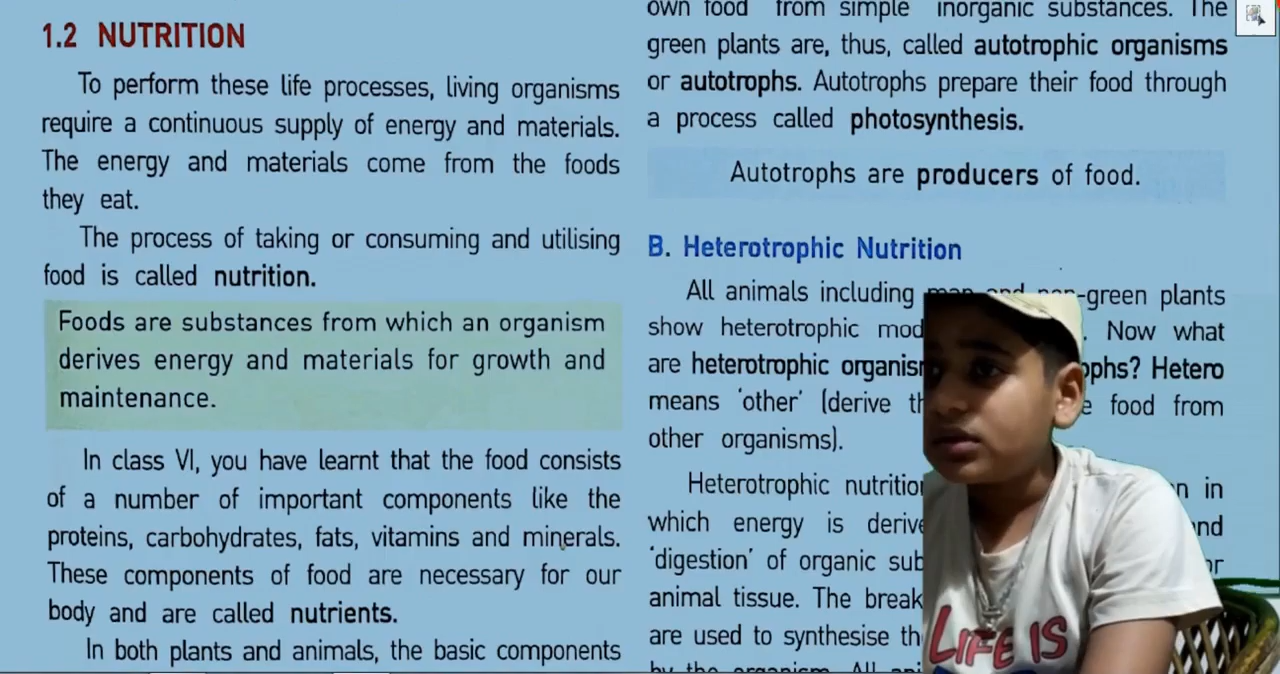 1.2 NUTRITION
To perform these life processes, living organisms
require a continuous supply of energy and materials.
The energy and materials come from the foods
they eat.
The process of taking or consuming and utilising
food is called nutrition.
Foods are substances from which an organism
derives energy and materials for growth and
maintenance.
In class VI, you have learnt that the food consists
of a number of important components like the
proteins, carbohydrates, fats, vitamins and minerals.
These components of food are necessary for our
body and are called nutrients.
In both plants and animals, the basic components
own food from simple inorganic substances. The
green plants are, thus, called autotrophic organisms
or autotrophs. Autotrophs prepare their food through
a process called photosynthesis.
Autotrophs are producers of food.
B. Heterotrophic Nutrition
All animals including man and non-green plants
show heterotrophic Now what
are heterotrophic Hetero
means 'other' (derive food from
other organisms).
Heterotrophic in
which energy is
'digestion' of organic
animal tissue. The
are used to synthesise
by the organism. All
LIFE IS